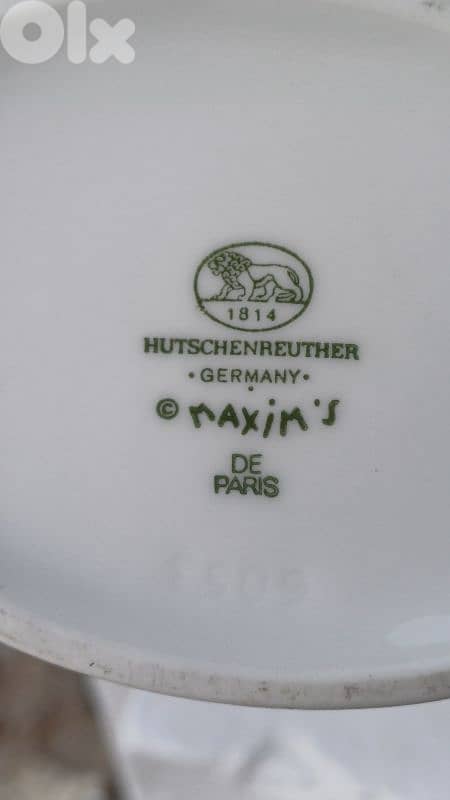 OLX
1814
HUTSCHENREUTHER
·GERMANY·
© MAXiM'S
DE
PARIS